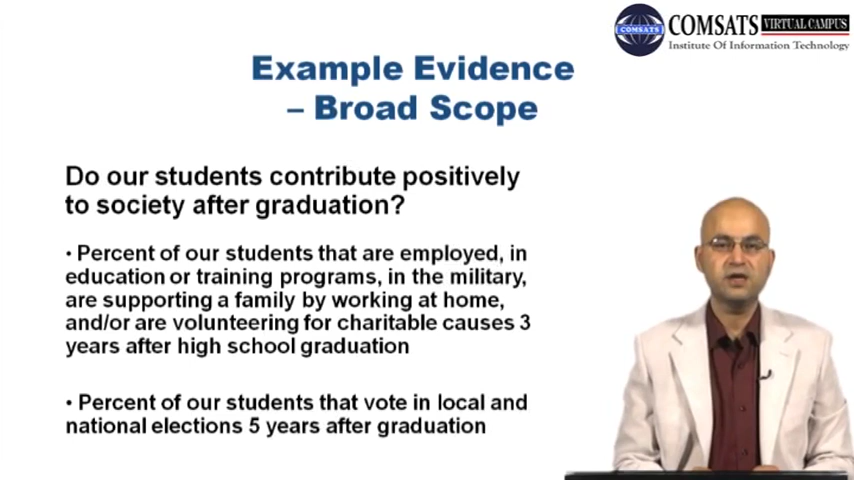 COMSATS VIRTUAL CAMPUS
COMSATS
Institute Of Information Technology
Example Evidence
– Broad Scope
Do our students contribute positively
to society after graduation?
• Percent of our students that are employed, in
education or training programs, in the military,
are supporting a family by working at home,
and/or are volunteering for charitable causes 3
years after high school graduation
• Percent of our students that vote in local and
national elections 5 years after graduation